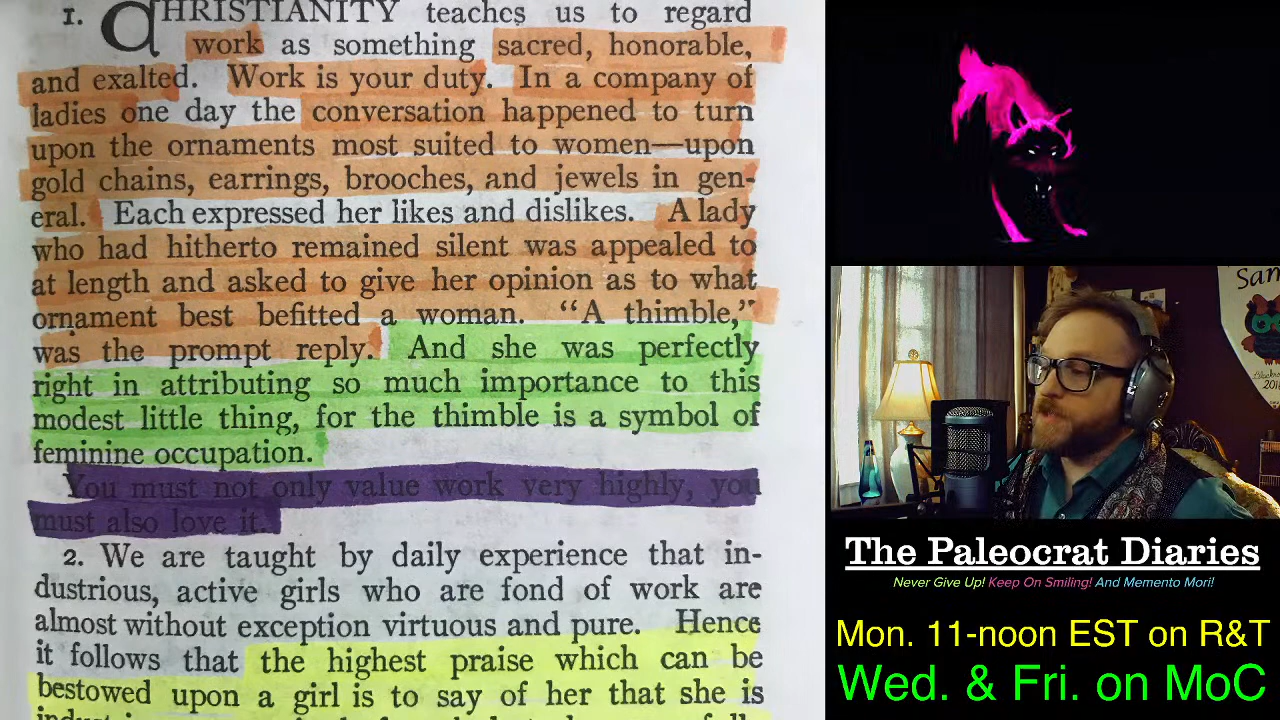 1. CHRISTIANITY teaches us to regard
work as something sacred, honorable,
and exalted. Work is your duty. In a company of
ladies one day the conversation happened to turn
upon the ornaments most suited to women—upon
gold chains, earrings, brooches, and jewels in gen-
eral. Each expressed her likes and dislikes. A lady
who had hitherto remained silent was appealed to
at length and asked to give her opinion as to what
ornament best befitted a woman. “A thimble,”
was the prompt reply. And she was perfectly
right in attributing so much importance to this
modest little thing, for the thimble is a symbol of
feminine occupation.
You must not only value work very highly, you
must also love it.
2. We are taught by daily experience that in-
dustrious, active girls who are fond of work are
almost without exception virtuous and pure. Hence
it follows that the highest praise which can be
bestowed upon a girl is to say of her that she is
Sam
2016
The Paleocrat Diaries
Never Give Up! Keep On Smiling! And Memento Mori!
Mon. 11-noon EST on R&T
Wed. & Fri. on MoC